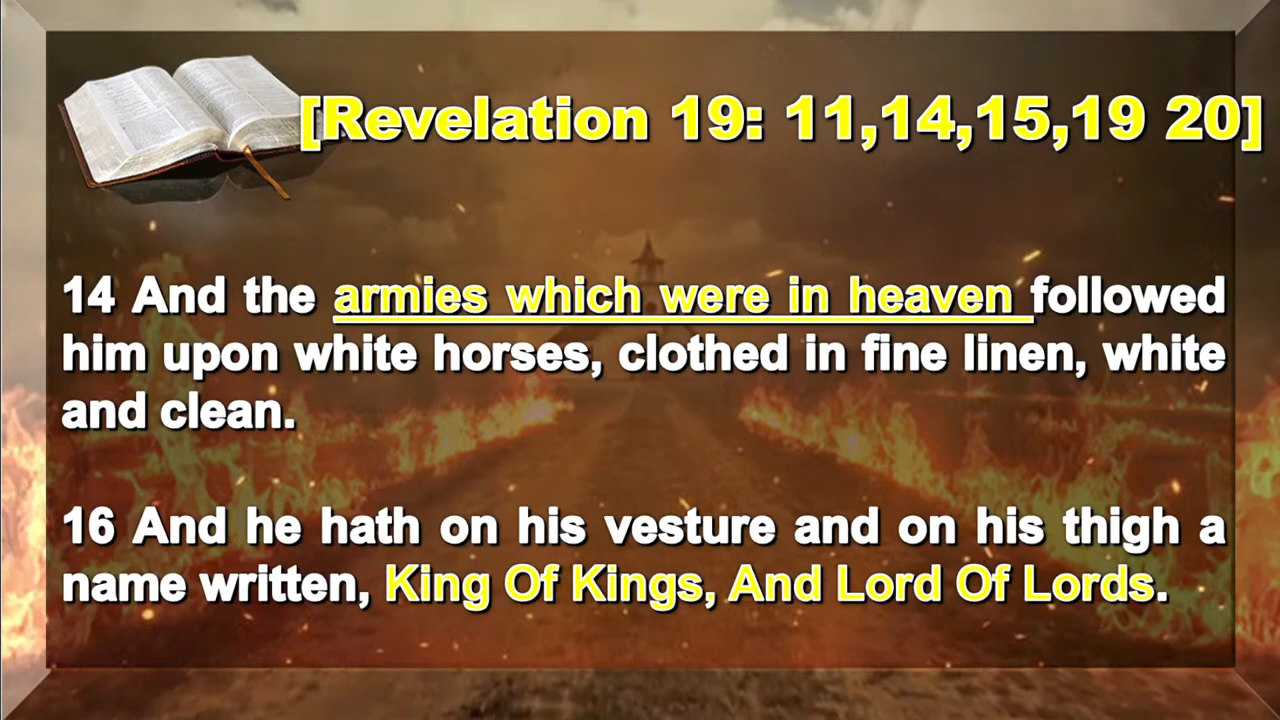 [Revelation 19: 11,14,15,19 20]
14 And the armies which were in heaven followed
him upon white horses, clothed in fine linen, white
and clean.
16 And he hath on his vesture and on his thigh a
name written, King Of Kings, And Lord Of Lords.